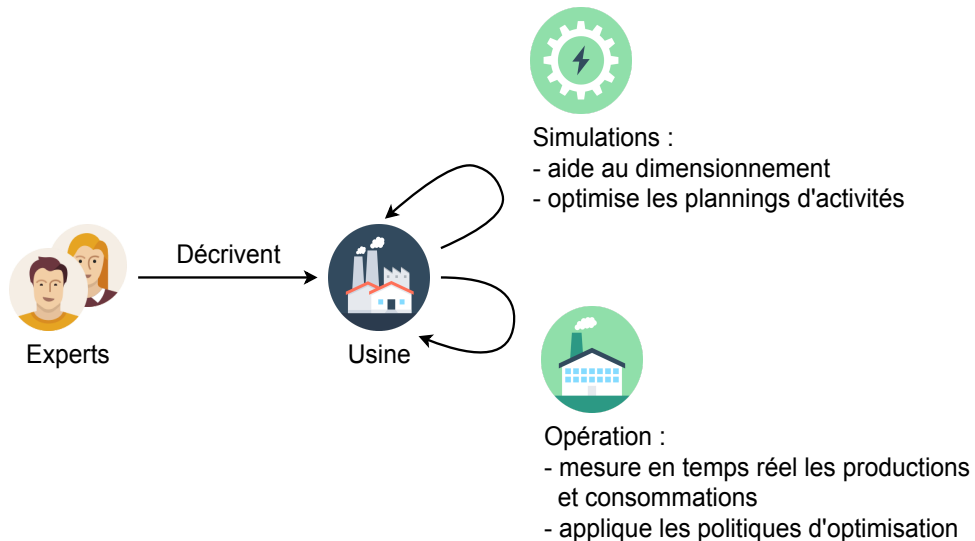 Simulations :
- aide au dimensionnement
- optimise les plannings d'activités
Décrivent
Experts
Usine
Opération :
- mesure en temps réel les productions
et consommations
- applique les politiques d'optimisation